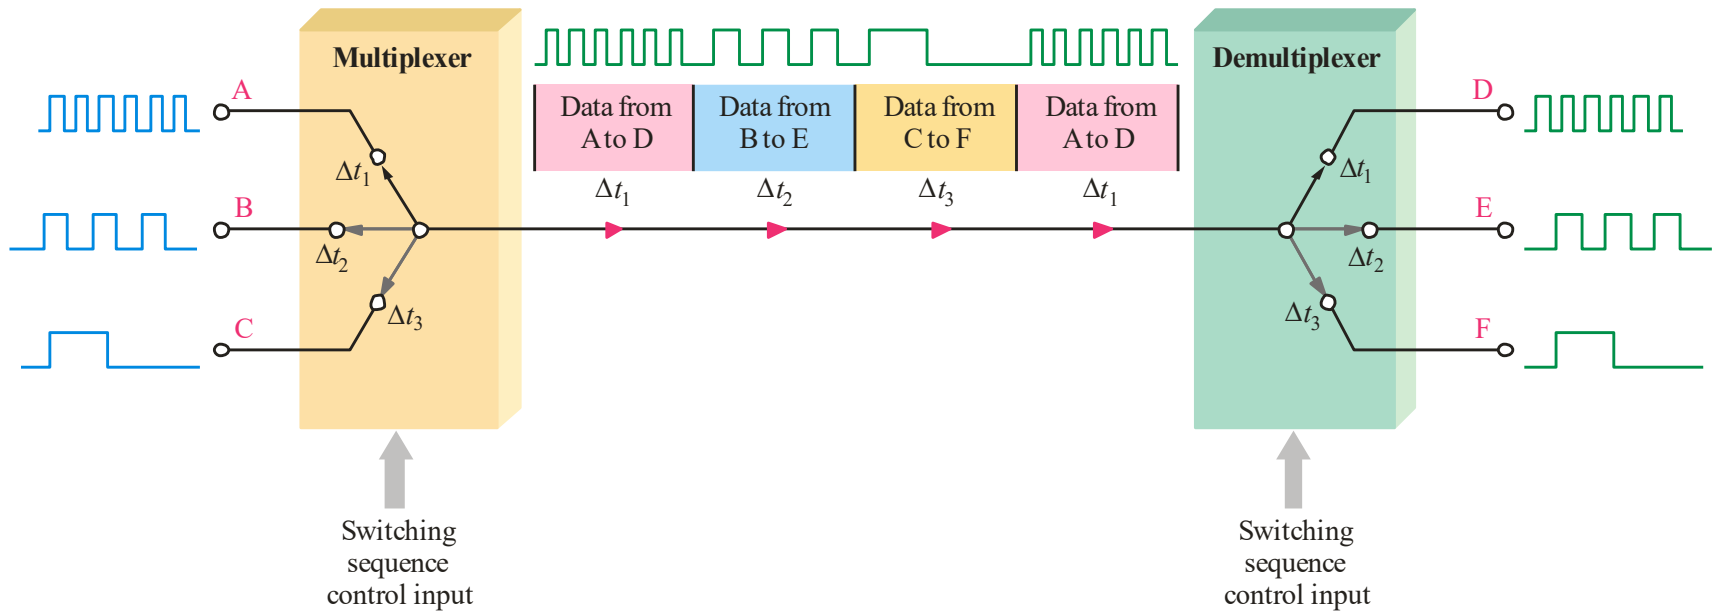 Multiplexer
Demultiplexer
A
B
C
Δt₁
Δt₂
Δt₃
Data from
A to D
Data from
B to E
Data from
C to F
Data from
A to D
Δt₁
Δt₂
Δt₃
Δt₁
D
E
F
Δt₁
Δt₂
Δt₃
Switching
sequence
control input
Switching
sequence
control input